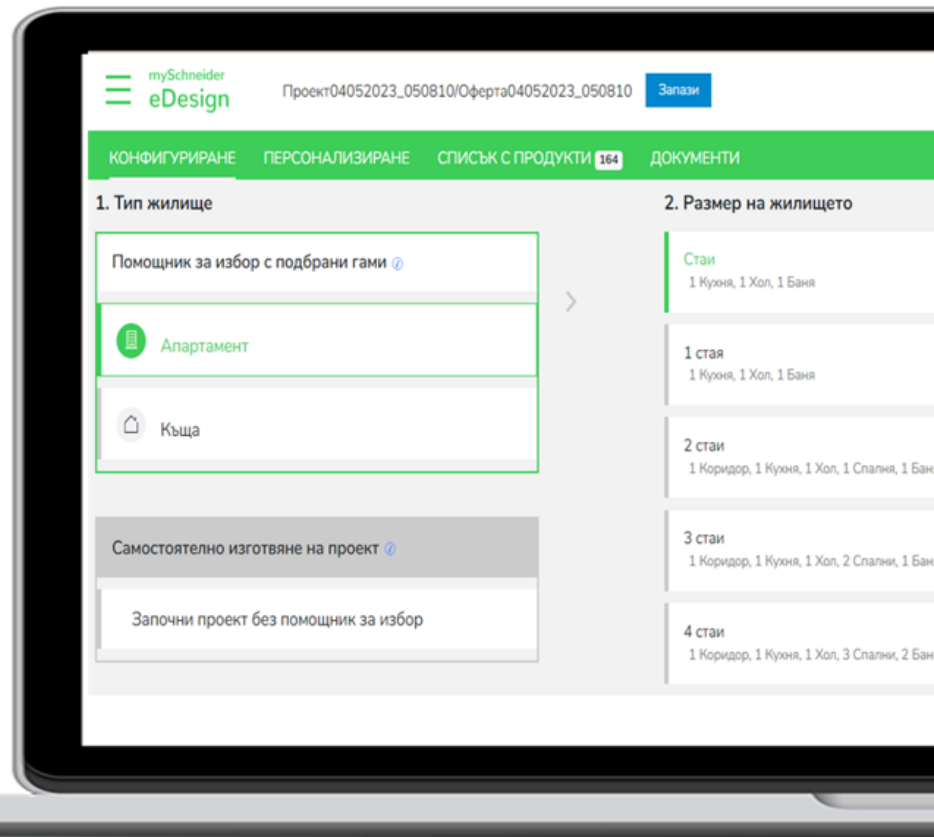 mySchneider
eDesign
Проект04052023_050810/Оферта04052023_050810
Запази
КОНФИГУРИРАНЕ ПЕРСОНАЛИЗИРАНЕ СПИСЪК С ПРОДУКТИ 164 ДОКУМЕНТИ
1. Тип жилище
Помощник за избор с подбрани гами
Апартамент
Къща
Самостоятелно изготвяне на проект
Започни проект без помощник за избор
2. Размер на жилището
Стаи
1 Кухня, 1 Хол, 1 Баня
1 стая
1 Кухня, 1 Хол, 1 Баня
2 стаи
1 Коридор, 1 Кухня, 1 Хол, 1 Спалня, 1 Бан
3 стаи
1 Коридор, 1 Кухня, 1 Хол, 2 Спални, 1 Бан
4 стаи
1 Коридор, 1 Кухня, 1 Хол, 3 Спални, 2 Бан